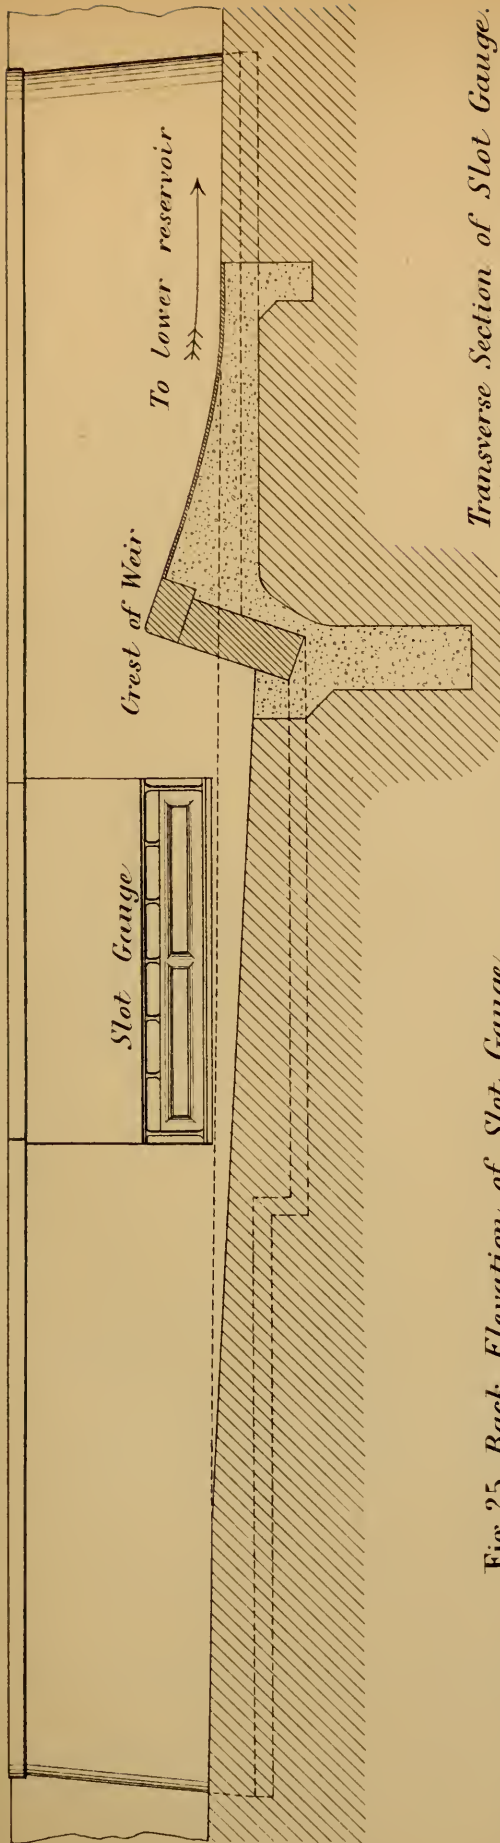 Slot Gauge
Crest of Weir
To lower reservoir
Fig: 25. Back Elevation of Slot Gauge.
Transverse Section of Slot Gauge.